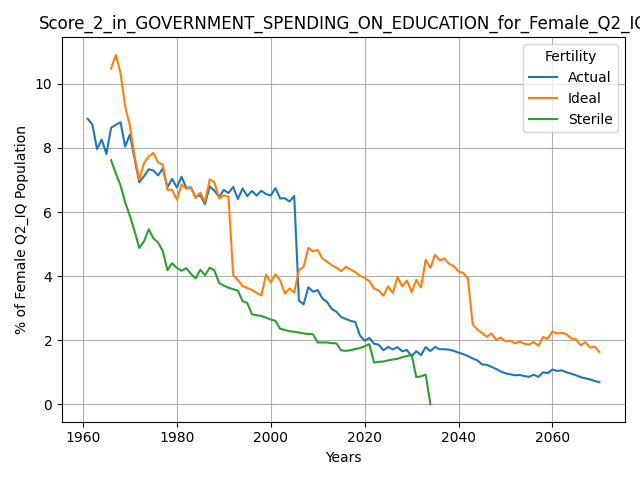 Score_2_in_GOVERNMENT_SPENDING_ON_EDUCATION_for_Female_Q2_IQ
Fertility
Actual
Ideal
Sterile
% of Female Q2_IQ Population
10
8
6
4
2
0
1960 1980 2000 2020 2040 2060
Years